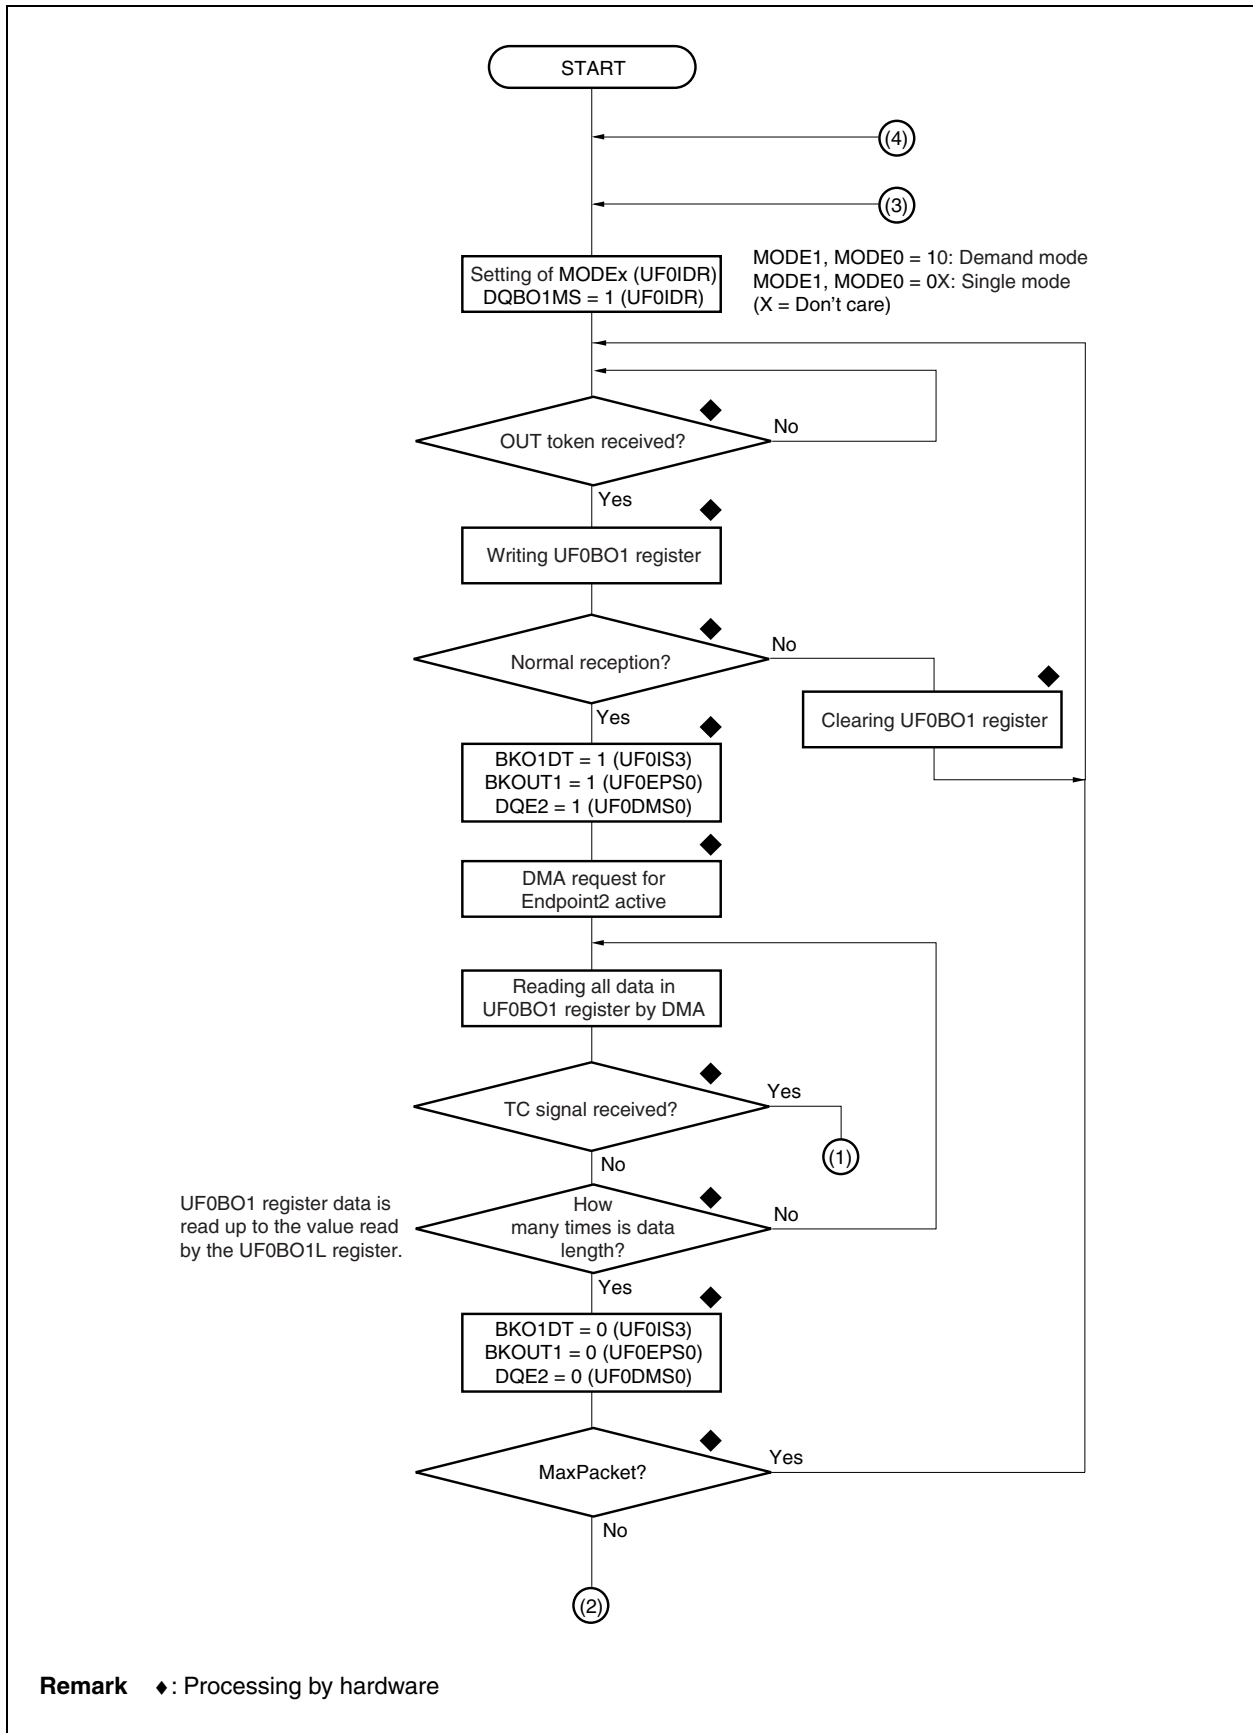 START
(4)
(3)
Setting of MODEx (UF0IDR)
DQBO1MS = 1 (UF0IDR)
MODE1, MODE0 = 10: Demand mode
MODE1, MODE0 = 0X: Single mode
(X = Don't care)
OUT token received?
No
Yes
Writing UF0BO1 register
Normal reception?
No
Yes
Clearing UF0BO1 register
BKO1DT = 1 (UF0IS3)
BKOUT1 = 1 (UF0EPS0)
DQE2 = 1 (UF0DMS0)
DMA request for
Endpoint2 active
Reading all data in
UF0BO1 register by DMA
TC signal received?
Yes
(1)
No
UF0BO1 register data is
read up to the value read
by the UF0BO1L register.
How
many times is data
length?
No
Yes
BKO1DT = 0 (UF0IS3)
BKOUT1 = 0 (UF0EPS0)
DQE2 = 0 (UF0DMS0)
MaxPacket?
Yes
No
(2)
Remark ♦: Processing by hardware